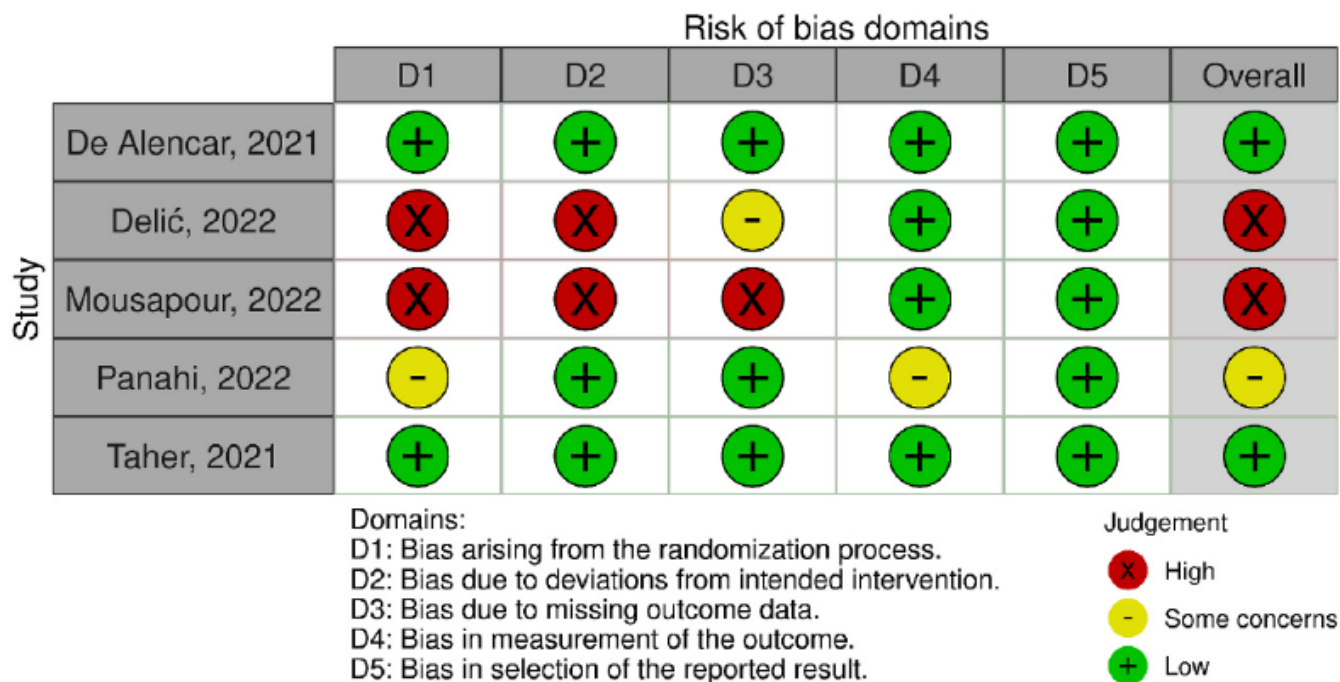 Risk of bias domains
D1 D2 D3 D4 D5 Overall
Study
De Alencar, 2021 + + + + + +
Delić, 2022 X X - + + X
Mousapour, 2022 X X X + + X
Panahi, 2022 - + + - + -
Taher, 2021 + + + + + +
Domains:
D1: Bias arising from the randomization process.
D2: Bias due to deviations from intended intervention.
D3: Bias due to missing outcome data.
D4: Bias in measurement of the outcome.
D5: Bias in selection of the reported result.
Judgement
X High
- Some concerns
+ Low